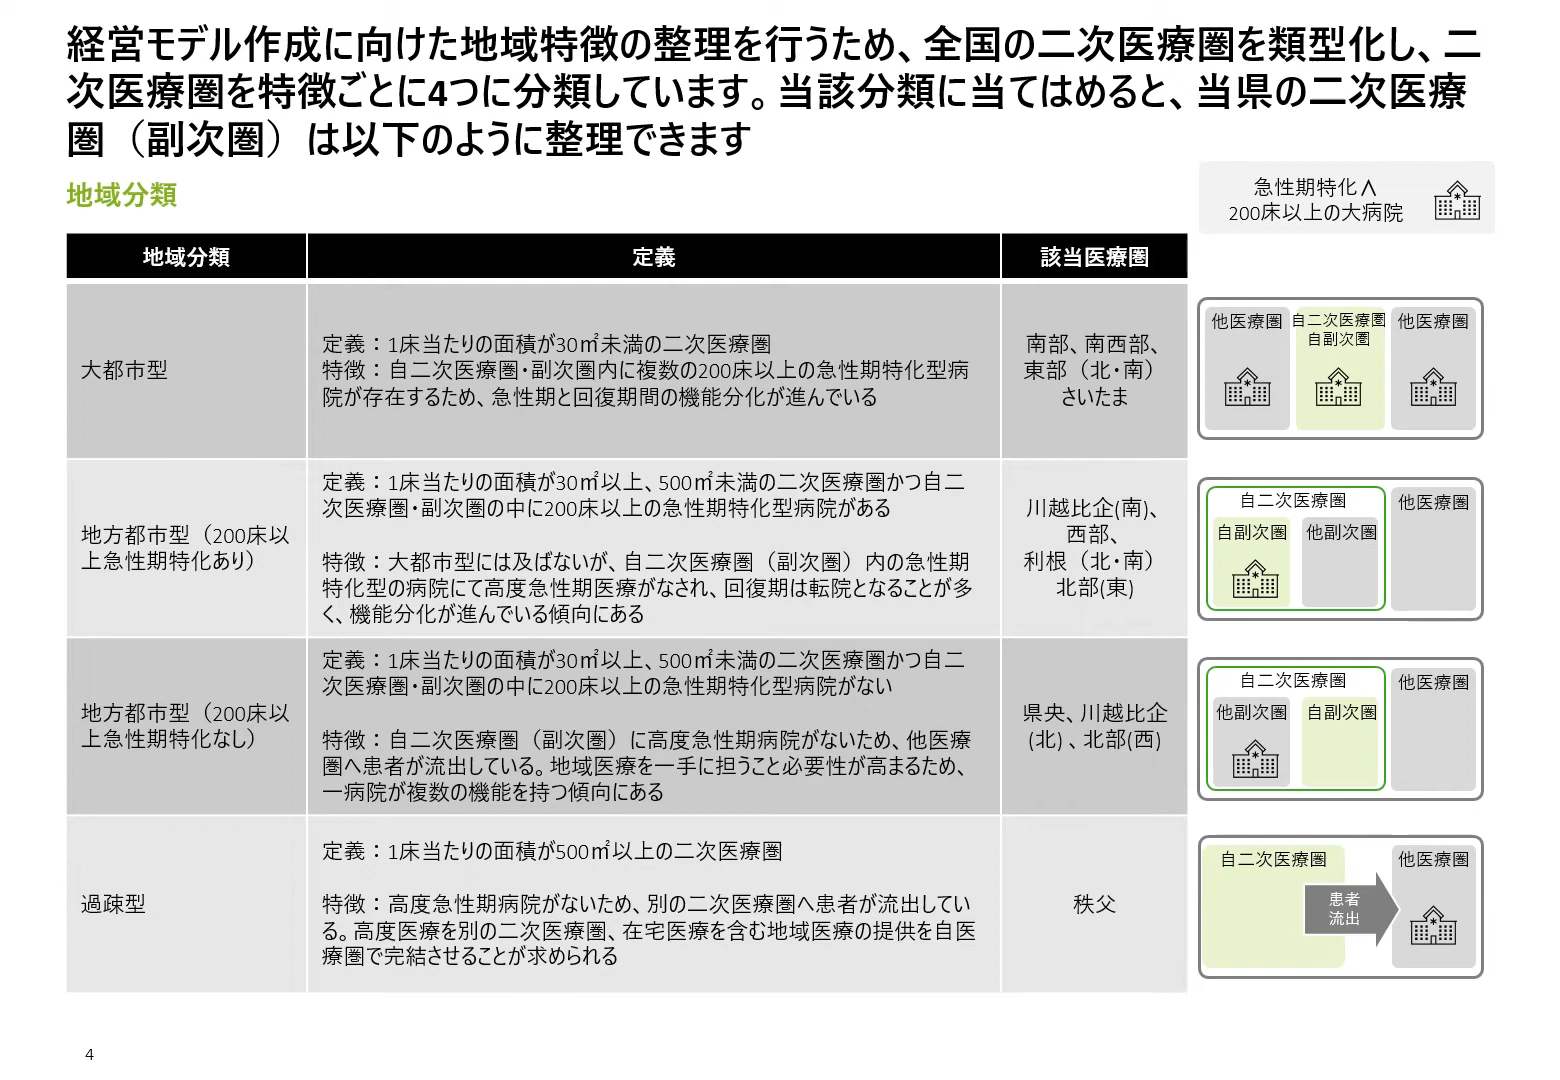 経営モデル作成に向けた地域特徴の整理を行うため、全国の二次医療圏を類型化し、二
次医療圏を特徴ごとに4つに分類しています。当該分類に当てはめると、当県の二次医療
圏（副次圏）は以下のように整理できます
地域分類
急性期特化∧
200床以上の大病院
地域分類
定義
該当医療圏
大都市型
定義：1床当たりの面積が30㎡未満の二次医療圏
特徴：自二次医療圏・副次圏内に複数の200床以上の急性期特化型病
院が存在するため、急性期と回復期間の機能分化が進んでいる
南部、南西部、
東部（北・南）
さいたま
他医療圏
自二次医療圏
自副次圏
他医療圏
地方都市型（200床以
上急性期特化あり）
定義：1床当たりの面積が30㎡以上、500㎡未満の二次医療圏かつ自二
次医療圏・副次圏の中に200床以上の急性期特化型病院がある
特徴：大都市型には及ばないが、自二次医療圏（副次圏）内の急性期
特化型の病院にて高度急性期医療がなされ、回復期は転院となることが多
く、機能分化が進んでいる傾向にある
川越比企(南)、
西部、
利根（北・南）
北部(東)
自二次医療圏
自副次圏
他副次圏
他医療圏
地方都市型（200床以
上急性期特化なし）
定義：1床当たりの面積が30㎡以上、500㎡未満の二次医療圏かつ自二
次医療圏・副次圏の中に200床以上の急性期特化型病院がない
特徴：自二次医療圏（副次圏）に高度急性期病院がないため、他医療
圏へ患者が流出している。地域医療を一手に担うこと必要性が高まるため、
一病院が複数の機能を持つ傾向にある
県央、川越比企
(北) 、北部(西)
自二次医療圏
他副次圏
自副次圏
他医療圏
過疎型
定義：1床当たりの面積が500㎡以上の二次医療圏
特徴：高度急性期病院がないため、別の二次医療圏へ患者が流出してい
る。高度医療を別の二次医療圏、在宅医療を含む地域医療の提供を自医
療圏で完結させることが求められる
秩父
自二次医療圏
患者
流出
他医療圏
4